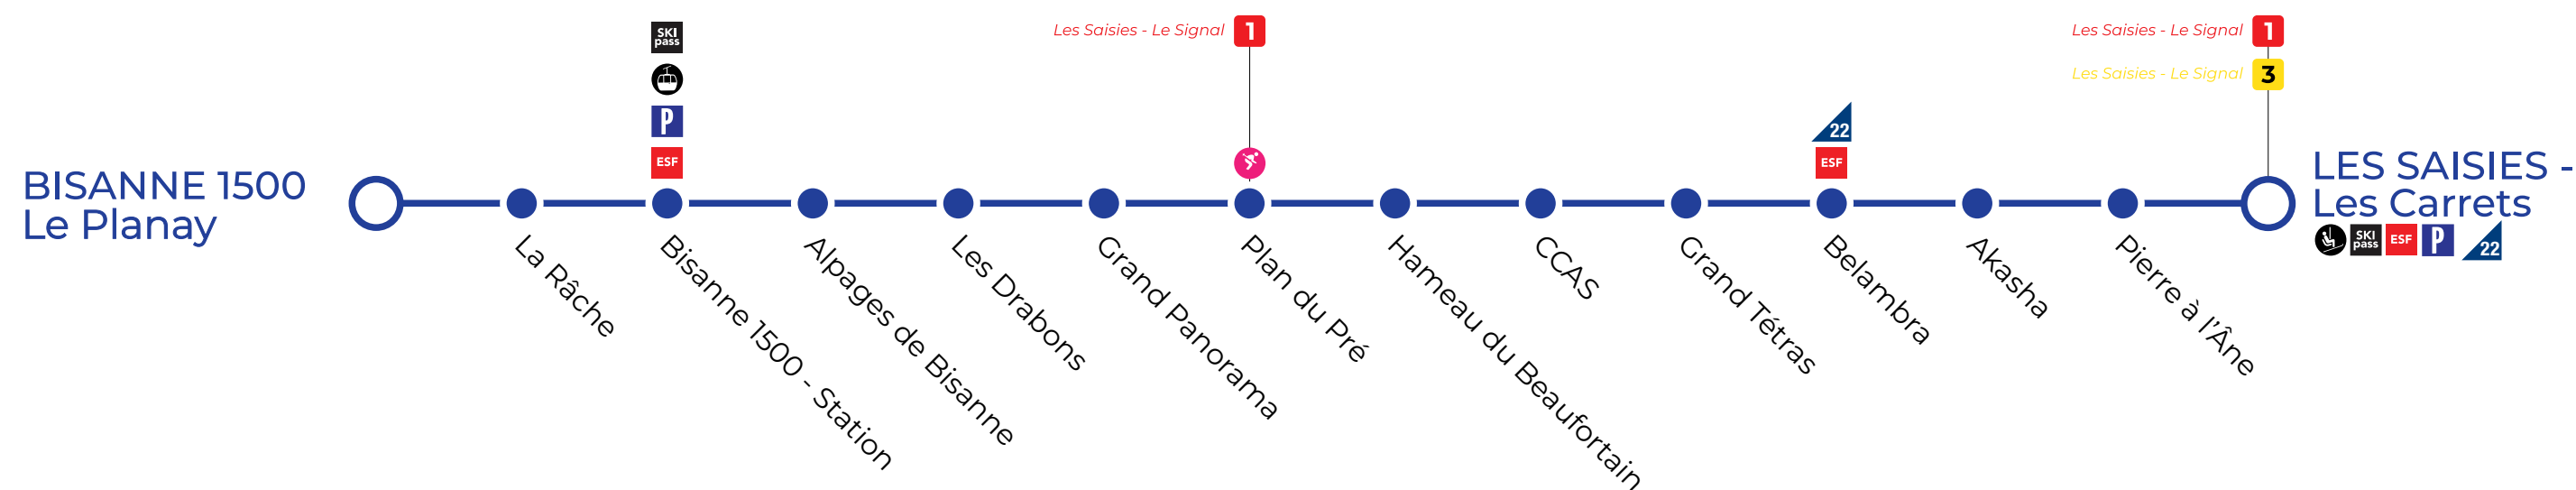 BISANNE 1500
Le Planay
La Râche
SKI
pass
P
ESF
Bisanne 1500 - Station
Alpages de Bisanne
Les Drabons
Grand Panorama
Les Saisies - Le Signal 1
Plan du Pré
Hameau du Beaufortain
CCAS
Grand Tétras
22
ESF
Belambra
Akasha
Pierre à l'Âne
Les Saisies - Le Signal 1
Les Saisies - Le Signal 3
LES SAISIES -
Les Carrets
SKI
pass
ESF
P
22